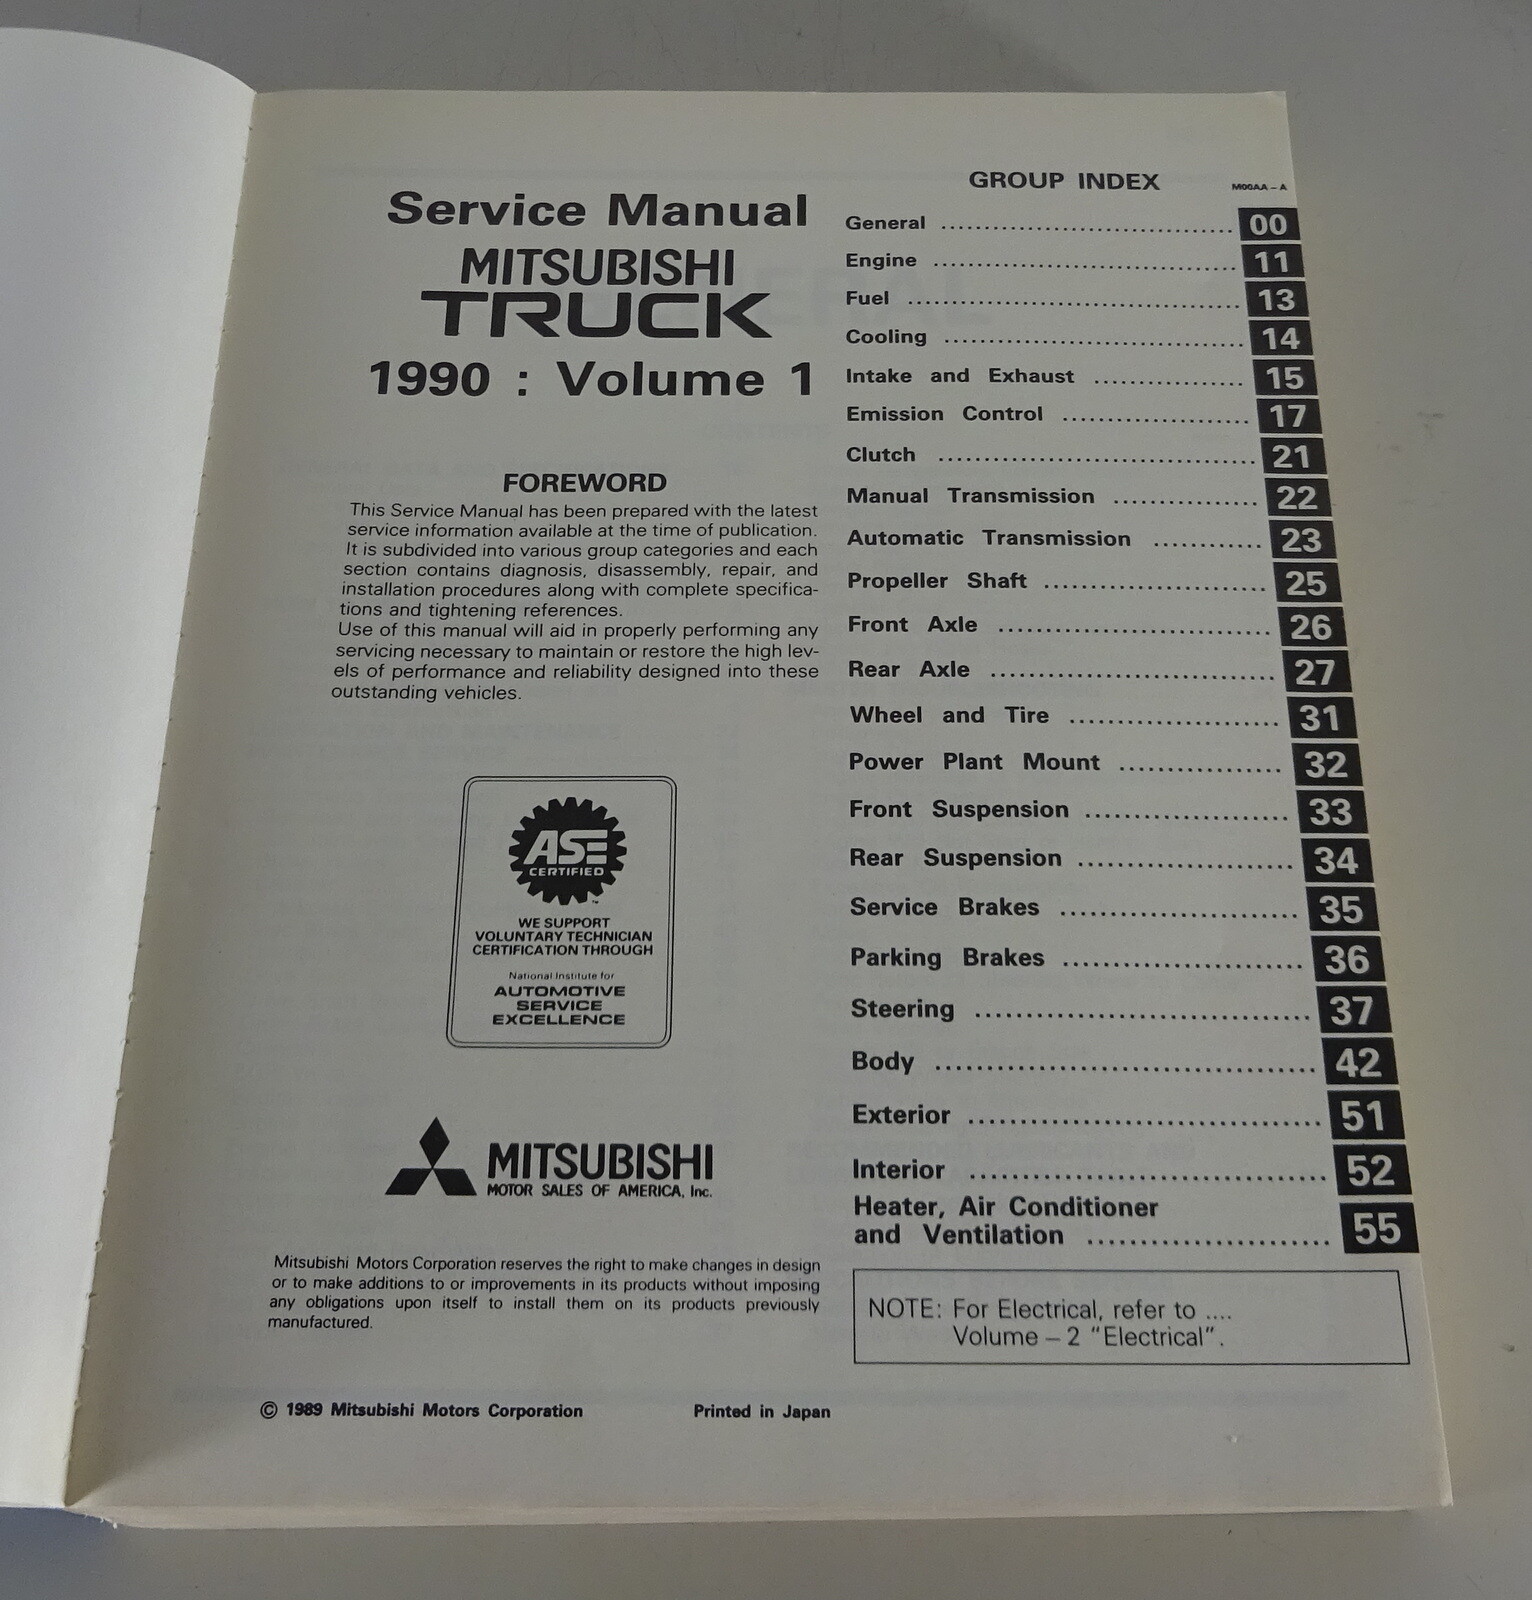 Service Manual
MITSUBISHI
TRUCK
1990 : Volume 1
FOREWORD
This Service Manual has been prepared with the latest
service information available at the time of publication.
It is subdivided into various group categories and each
section contains diagnosis, disassembly, repair, and
installation procedures along with complete specifica-
tions and tightening references.
Use of this manual will aid in properly performing any
servicing necessary to maintain or restore the high lev-
els of performance and reliability designed into these
outstanding vehicles.
ASE
CERTIFIED
™
WE SUPPORT
VOLUNTARY TECHNICIAN
CERTIFICATION THROUGH
National Institute for
AUTOMOTIVE
SERVICE
EXCELLENCE
MITSUBISHI
MOTOR SALES OF AMERICA, Inc.
Mitsubishi Motors Corporation reserves the right to make changes in design
or to make additions to or improvements in its products without imposing
any obligations upon itself to install them on its products previously
manufactured.
© 1989 Mitsubishi Motors Corporation Printed in Japan
GROUP INDEX
M00AA – A
General .......... 00
Engine .......... 11
Fuel .......... 13
Cooling .......... 14
Intake and Exhaust .......... 15
Emission Control .......... 17
Clutch .......... 21
Manual Transmission .......... 22
Automatic Transmission .......... 23
Propeller Shaft .......... 25
Front Axle .......... 26
Rear Axle .......... 27
Wheel and Tire .......... 31
Power Plant Mount .......... 32
Front Suspension .......... 33
Rear Suspension .......... 34
Service Brakes .......... 35
Parking Brakes .......... 36
Steering .......... 37
Body .......... 42
Exterior .......... 51
Interior .......... 52
Heater, Air Conditioner
and Ventilation .......... 55
NOTE: For Electrical, refer to ....
Volume – 2 "Electrical".